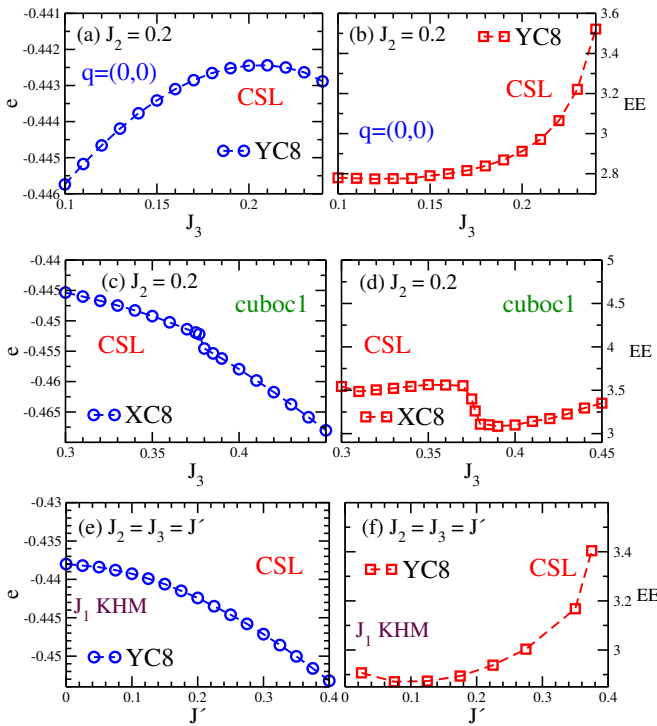 (a) J2 = 0.2
q=(0,0)
CSL
YC8
e
-0.441
-0.442
-0.443
-0.444
-0.445
-0.446
0.1 0.15 0.2
J3
(b) J2 = 0.2
YC8
CSL
q=(0,0)
EE
3.6
3.4
3.2
3
2.8
0.1 0.15 0.2
J3
(c) J2 = 0.2
cuboc1
CSL
XC8
e
-0.44
-0.445
-0.45
-0.455
-0.46
-0.465
0.3 0.35 0.4
J3
(d) J2 = 0.2
cuboc1
CSL
XC8
EE
5
4.5
4
3.5
3
0.3 0.35 0.4 0.45
J3
(e) J2 = J3 = J´
CSL
J1 KHM
YC8
e
-0.43
-0.435
-0.44
-0.445
-0.45
0 0.1 0.2 0.3 0.4
J´
(f) J2 = J3 = J´
YC8
CSL
J1 KHM
EE
3.4
3.2
3
0 0.1 0.2 0.3 0.4
J´